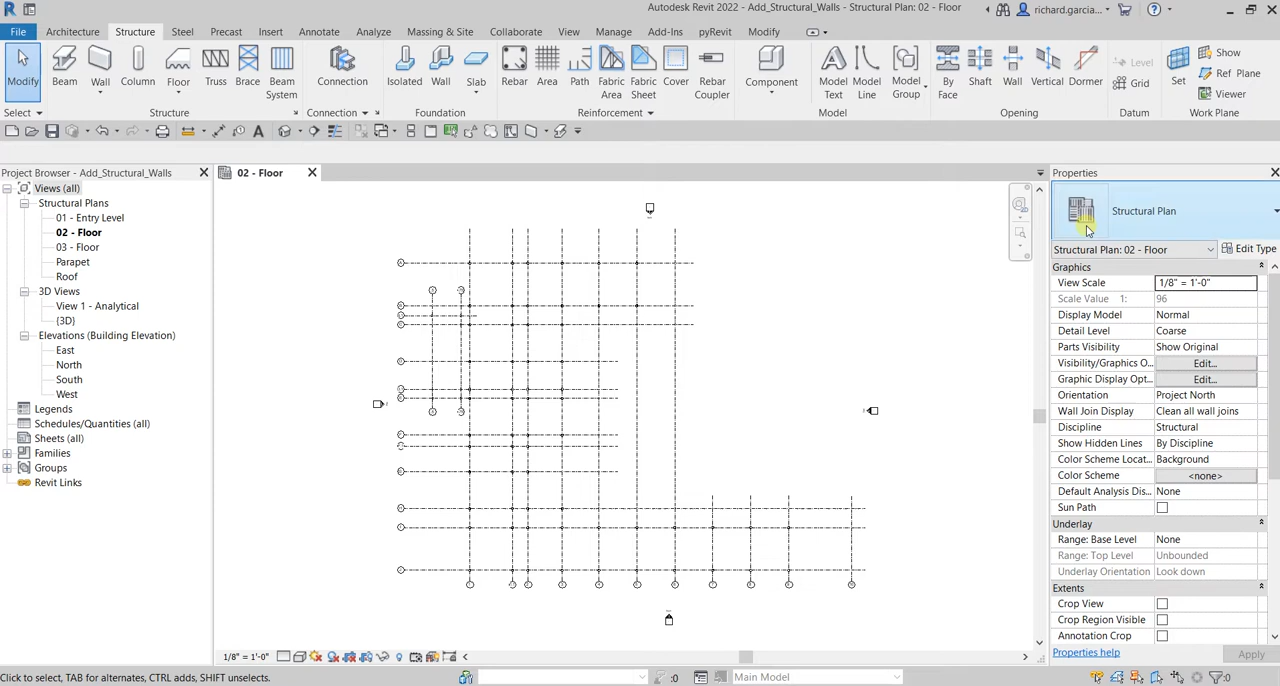 Autodesk Revit 2022 - Add_Structural_Walls - Structural Plan: 02 - Floor
richard.garcia...
File Architecture Structure Steel Precast Insert Annotate Analyze Massing & Site Collaborate View Manage Add-Ins pyRevit Modify
Modify Beam Wall Column Floor Truss Brace Beam System Connection Isolated Wall Slab Rebar Area Path Fabric Area Fabric Sheet Cover Rebar Coupler Component Model Text Model Line Model Group By Face Shaft Wall Vertical Dormer Level Grid Set Show Ref Plane Viewer
Select Structure Connection Foundation Reinforcement Model Opening Datum Work Plane
Project Browser - Add_Structural_Walls
02 - Floor
Properties
Views (all)
Structural Plans
01 - Entry Level
02 - Floor
03 - Floor
Parapet
Roof
3D Views
View 1 - Analytical
{3D}
Elevations (Building Elevation)
East
North
South
West
Legends
Schedules/Quantities (all)
Sheets (all)
Families
Groups
Revit Links
Structural Plan
Structural Plan: 02 - Floor Edit Type
Graphics
View Scale 1/8" = 1'-0"
Scale Value 1: 96
Display Model Normal
Detail Level Coarse
Parts Visibility Show Original
Visibility/Graphics O... Edit...
Graphic Display Opt... Edit...
Orientation Project North
Wall Join Display Clean all wall joins
Discipline Structural
Show Hidden Lines By Discipline
Color Scheme Locat... Background
Color Scheme <none>
Default Analysis Dis... None
Sun Path
Underlay
Range: Base Level None
Range: Top Level Unbounded
Underlay Orientation Look down
Extents
Crop View
Crop Region Visible
Annotation Crop
Properties help Apply
1/8" = 1'-0"
Click to select, TAB for alternates, CTRL adds, SHIFT unselects.
:0
Main Model
:0